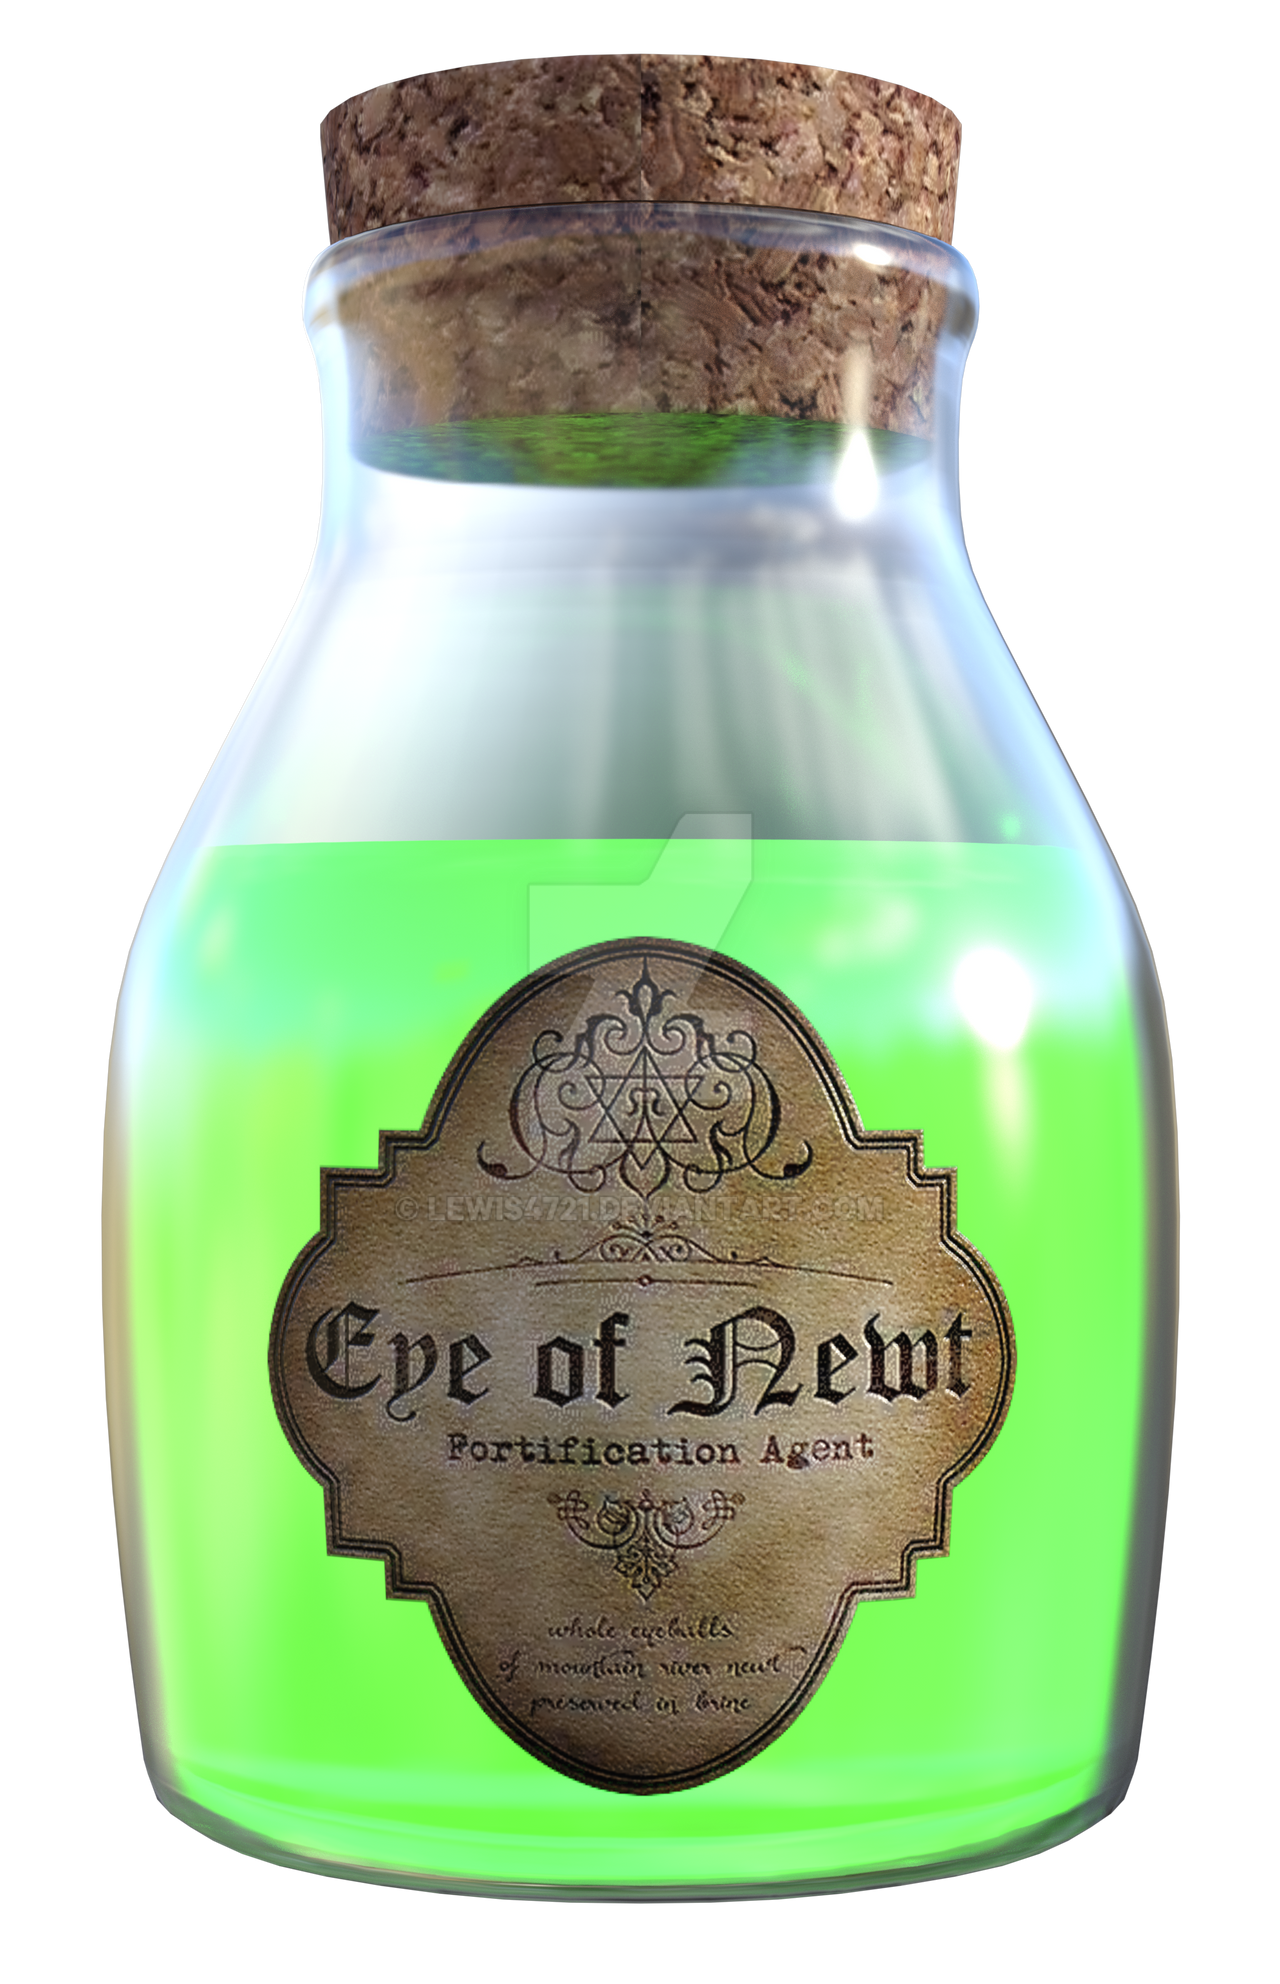 © LEWIS4721.DEVIANTART.COM
Eye of Newt
Fortification Agent
whole eyeballs
of mountain river newt
preserved in brine